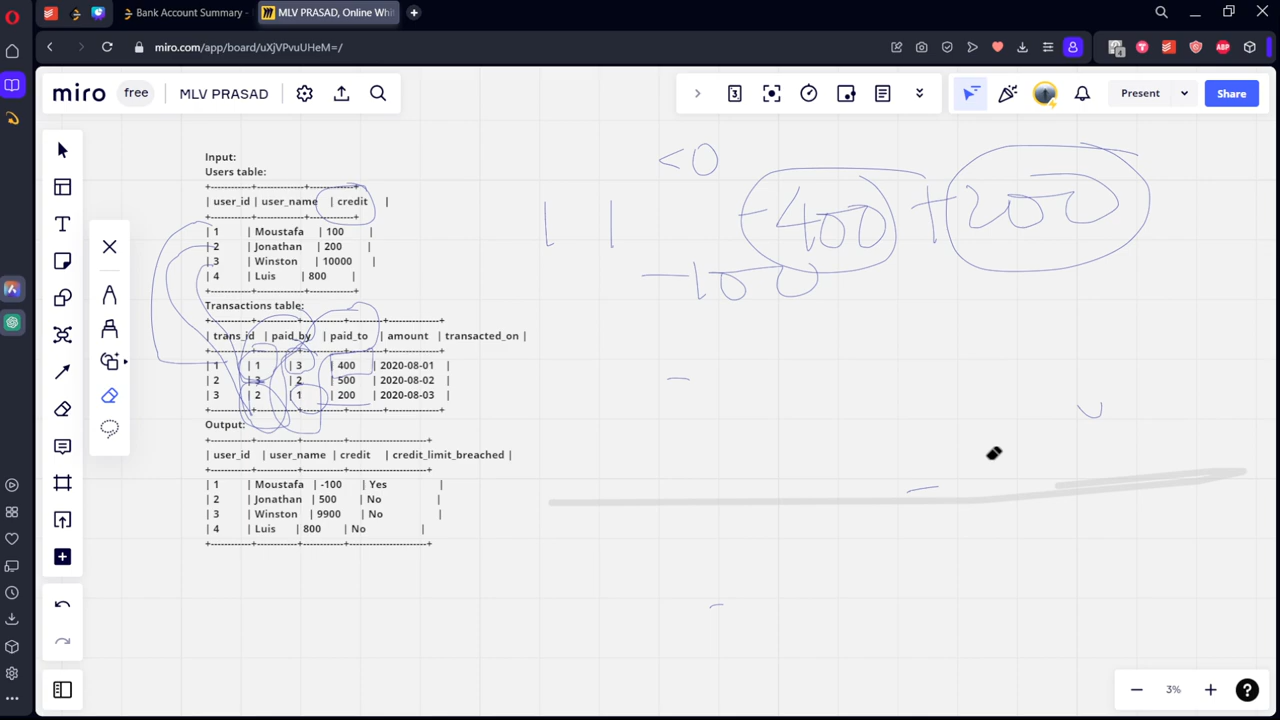 Bank Account Summary -
MLV PRASAD, Online Whi
miro.com/app/board/uXjVPvuUHeM=/
miro
free
MLV PRASAD
3
Present
Share
Input:
Users table:
+-----------+-----------+-----------+
| user_id | user_name | credit |
+-----------+-----------+-----------+
| 1 | Moustafa | 100 |
| 2 | Jonathan | 200 |
| 3 | Winston | 10000 |
| 4 | Luis | 800 |
+-----------+-----------+-----------+
Transactions table:
+-----------+-----------+-----------+-----------+--------------+
| trans_id | paid_by | paid_to | amount | transacted_on |
+-----------+-----------+-----------+-----------+--------------+
| 1 | 1 | 3 | 400 | 2020-08-01 |
| 2 | 3 | 2 | 500 | 2020-08-02 |
| 3 | 2 | 1 | 200 | 2020-08-03 |
+-----------+-----------+-----------+-----------+--------------+
Output:
+-----------+-----------+-----------+--------------------+
| user_id | user_name | credit | credit_limit_breached |
+-----------+-----------+-----------+--------------------+
| 1 | Moustafa | -100 | Yes |
| 2 | Jonathan | 500 | No |
| 3 | Winston | 9900 | No |
| 4 | Luis | 800 | No |
+-----------+-----------+-----------+--------------------+
<0
1 1 -400 +200
-100
3%